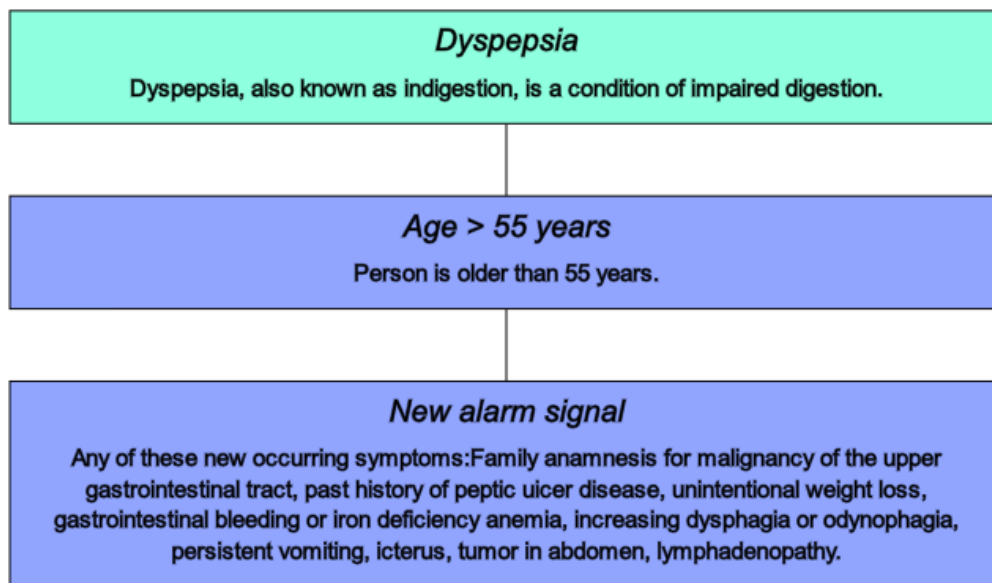 Dyspepsia
Dyspepsia, also known as indigestion, is a condition of impaired digestion.
Age > 55 years
Person is older than 55 years.
New alarm signal
Any of these new occurring symptoms:Family anamnesis for malignancy of the upper
gastrointestinal tract, past history of peptic uicer disease, unintentional weight loss,
gastrointestinal bleeding or iron deficiency anemia, increasing dysphagia or odynophagia,
persistent vomiting, icterus, tumor in abdomen, lymphadenopathy.